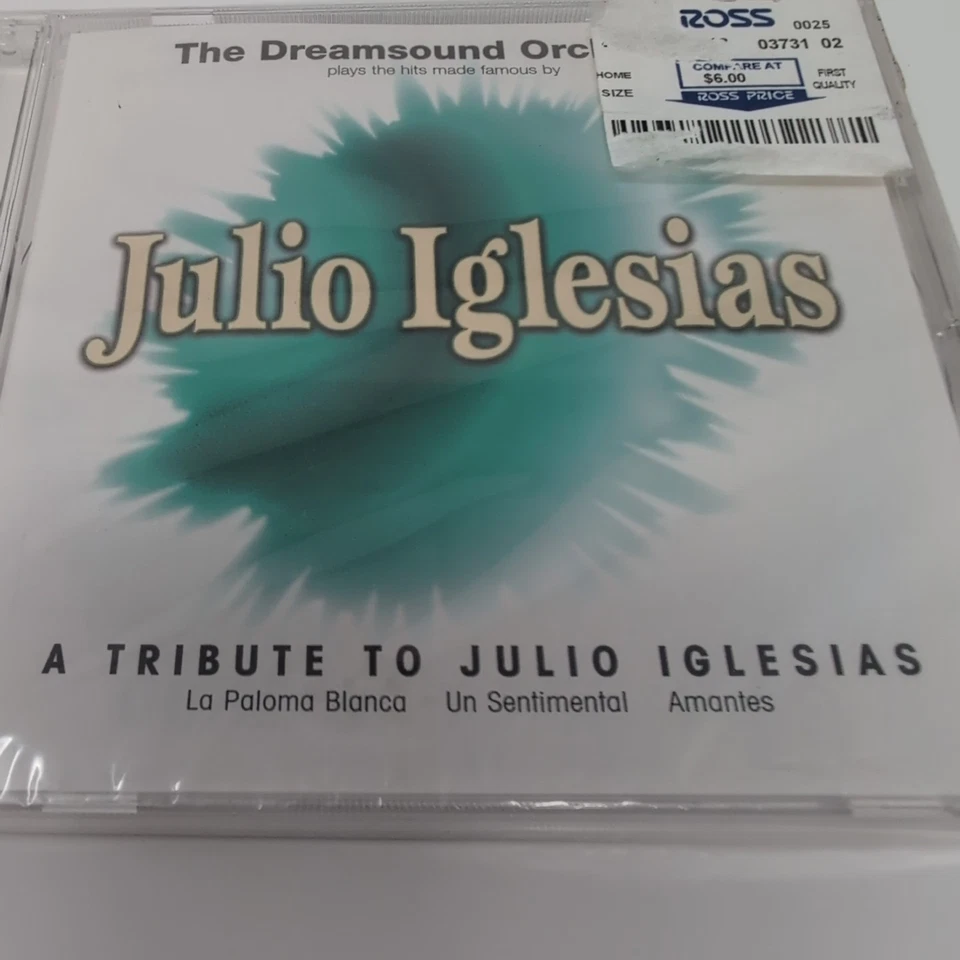 The Dreamsound Orc
plays the hits made famous by
ROSS 0025
03731 02
HOME
COMPARE AT
$6.00
FIRST
QUALITY
SIZE
ROSS PRICE
Julio Iglesias
A TRIBUTE TO JULIO IGLESIAS
La Paloma Blanca Un Sentimental Amantes